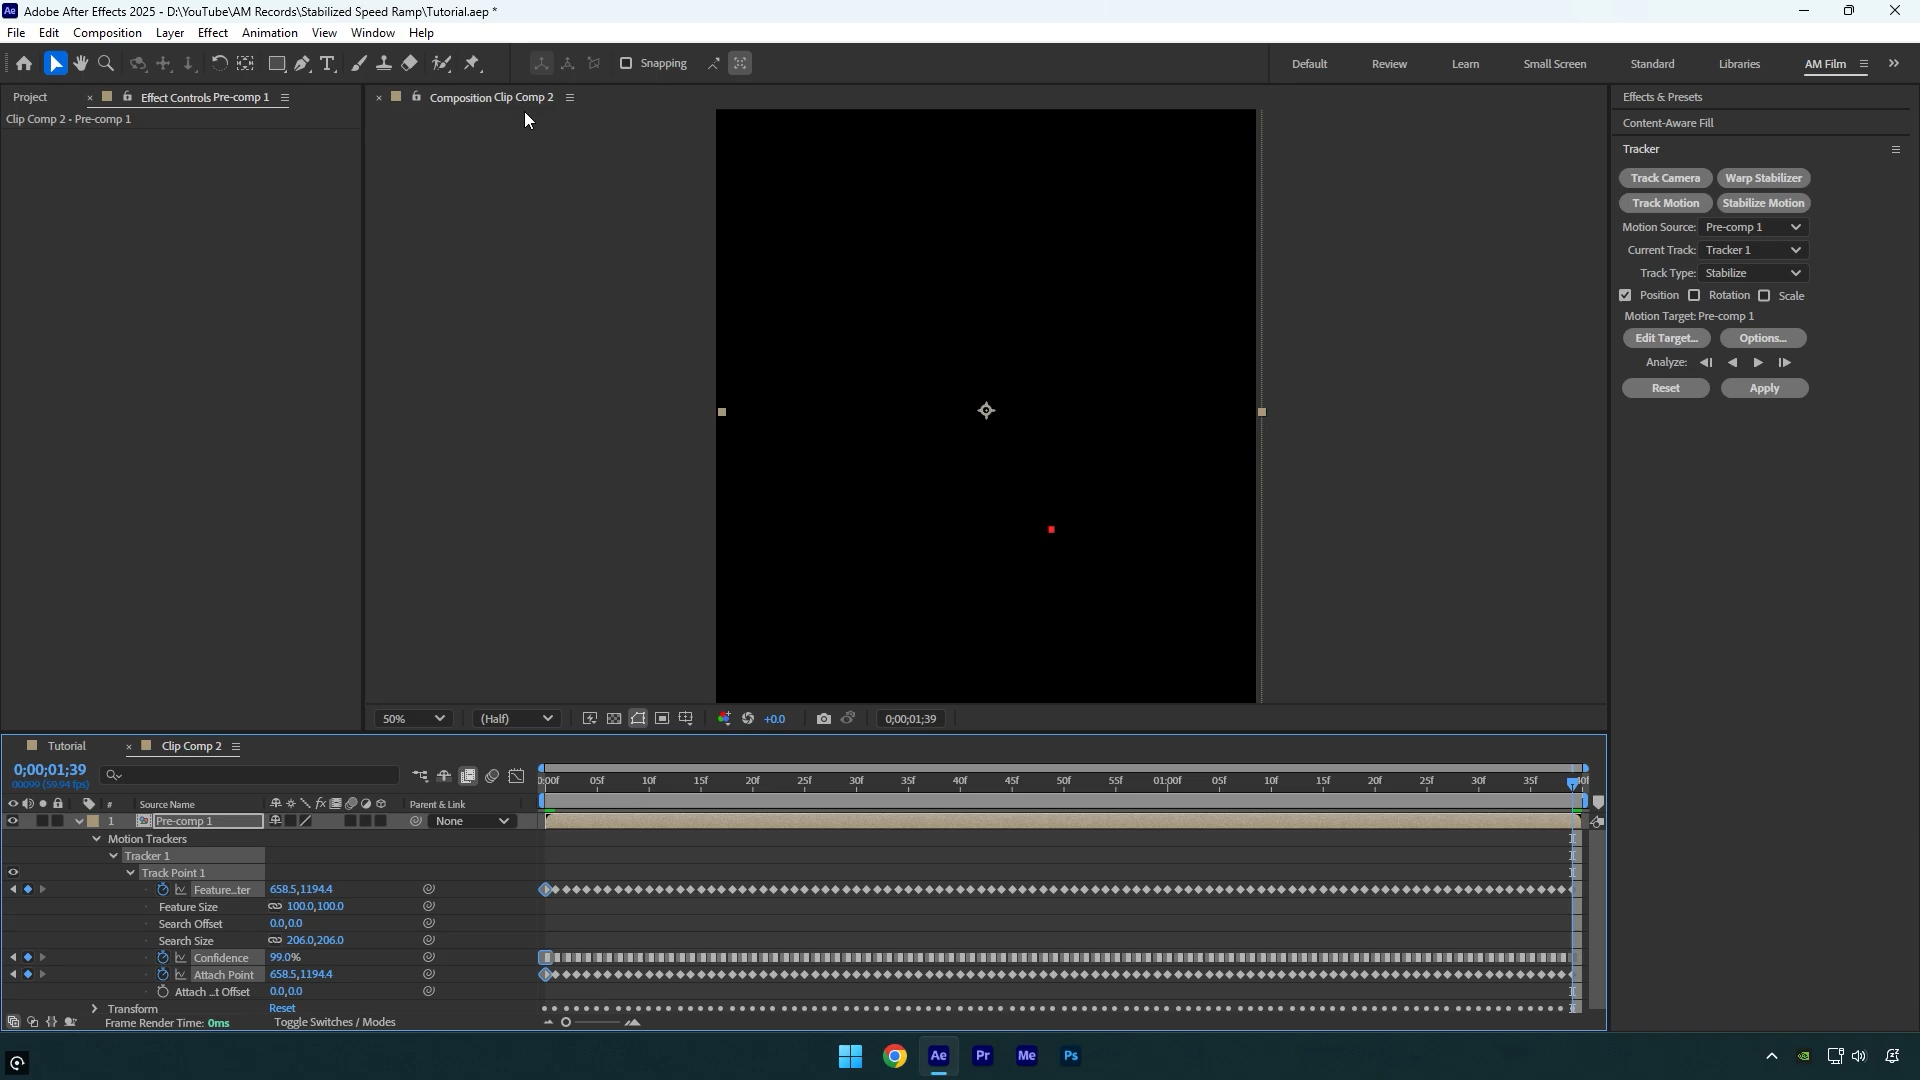 Adobe After Effects 2025 - D:\YouTube\AM Records\Stabilized Speed Ramp\Tutorial.aep *
File Edit Composition Layer Effect Animation View Window Help
Snapping
Default Review Learn Small Screen Standard Libraries AM Film
Project
Effect Controls Pre-comp 1
Composition Clip Comp 2
Clip Comp 2 • Pre-comp 1
Effects & Presets
Content-Aware Fill
Tracker
Track Camera Warp Stabilizer
Track Motion Stabilize Motion
Motion Source: Pre-comp 1
Current Track: Tracker 1
Track Type: Stabilize
Position Rotation Scale
Motion Target: Pre-comp 1
Edit Target... Options...
Analyze:
Reset Apply
50% (Half) +0.0 0;00;01;39
Tutorial
Clip Comp 2
0;00;01;39
00099 (59.94 fps)
05f 10f 15f 20f 25f 30f 35f 40f 45f 50f 55f 01:00f 05f 10f 15f 20f 25f 30f 35f
# Source Name Parent & Link
1 Pre-comp 1 None
Motion Trackers
Tracker 1
Track Point 1
Feature...ter 658.5,1194.4
Feature Size 100.0,100.0
Search Offset 0.0,0.0
Search Size 206.0,206.0
Confidence 99.0%
Attach Point 658.5,1194.4
Attach ...t Offset 0.0,0.0
Transform Reset
Frame Render Time: 0ms Toggle Switches / Modes
Ae Pr Me Ps